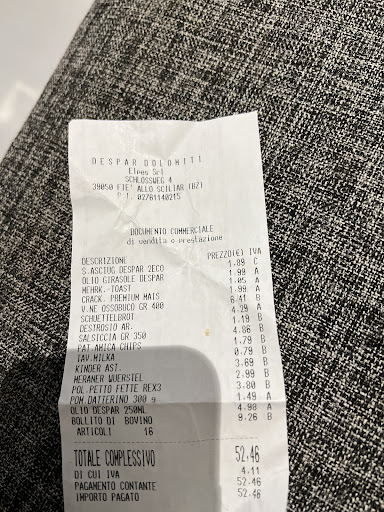 DESPAR DOLOMITI
Elpes Srl
SCHLOSSWEG 4
39050 FIE' ALLO SCILIAR (BZ)
P.I. 02761140215
DOCUMENTO COMMERCIALE
di vendita o prestazione
DESCRIZIONE PREZZO(€) IVA
S.ASCIUG DESPAR 2ECO 1.89 C
OLIO GIRASOLE DESPAR 1.99 A
MEHRK.-TOAST 1.05 A
CRACK. PREMIUM MAIS 1.99 A
V.NE OSSOBUCO GR 400 6.41 B
SCHUETTELBROT 4.29 A
DESTROSIO AR. 1.19 B
SALSICCIA GR 350 4.86 B
PAT.AMICA CHIPS 1.79 B
TAV.MILKA 0.79 B
KINDER AST. 3.69 B
MERANER WUERSTEL 2.99 B
POL.PETTO FETTE REX3 3.80 B
POM DATTERINO 300 g 1.49 A
OLIO DESPAR 250ML 4.98 A
BOLLITO DI BOVINO 9.26 B
ARTICOLI 16
TOTALE COMPLESSIVO 52.46
DI CUI IVA 4.11
PAGAMENTO CONTANTE 52.46
IMPORTO PAGATO 52.46